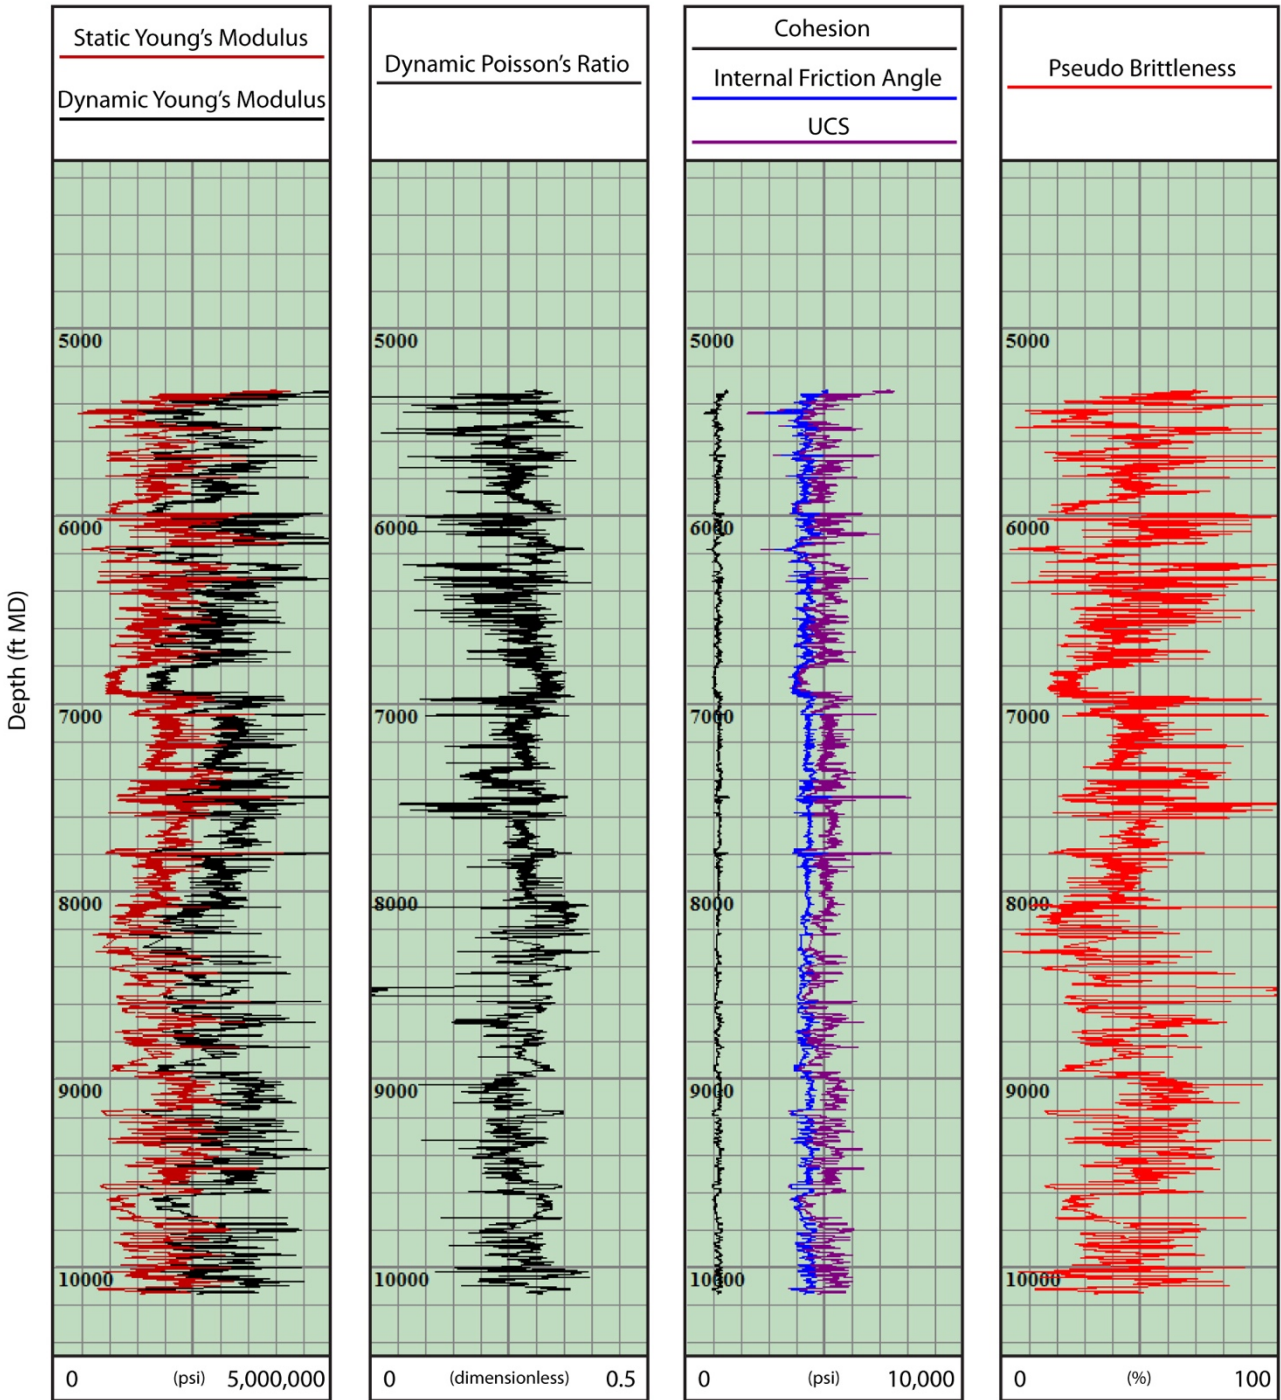 Static Young's Modulus
Dynamic Young's Modulus
Dynamic Poisson's Ratio
Cohesion
Internal Friction Angle
UCS
Pseudo Brittleness
Depth (ft MD)
5000 5000 5000 5000
6000 6000 6000 6000
7000 7000 7000 7000
8000 8000 8000 8000
9000 9000 9000 9000
10000 10000 10000 10000
0 (psi) 5,000,000
0 (dimensionless) 0.5
0 (psi) 10,000
0 (%) 100